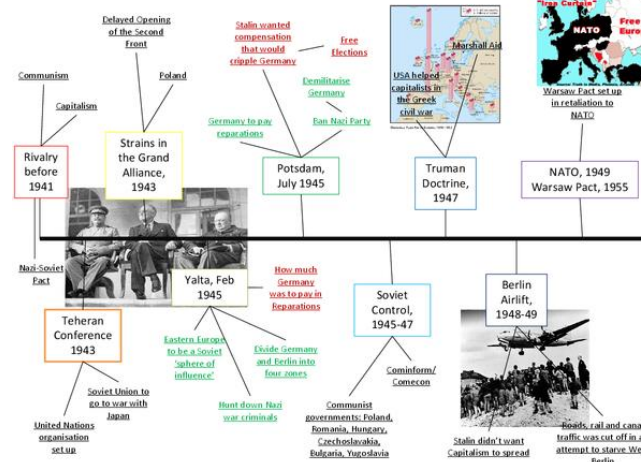 Delayed Opening
of the Second
Front
Poland
Communism
Capitalism
Rivalry
before
1941
Strains in
the Grand
Alliance,
1943
Stalin wanted
compensation
that would
cripple Germany
Free
Elections
Demilitarise
Germany
Ban Nazi Party
Germany to pay
reparations
Potsdam,
July 1945
Marshall Aid
USA helped
capitalists in
the Greek
civil war
Truman
Doctrine,
1947
"Iron Curtain"
NATO
Free
Euro
Warsaw Pact set up
in retaliation to
NATO
NATO, 1949
Warsaw Pact, 1955
Nazi-Soviet
Pact
Teheran
Conference
1943
United Nations
organisation
set up
Soviet Union to
go to war with
Japan
Yalta, Feb
1945
How much
Germany
was to pay in
Reparations
Eastern Europe
to be a Soviet
'sphere of
influence'
Divide Germany
and Berlin into
four zones
Hunt down Nazi
war criminals
Soviet
Control,
1945-47
Cominform/
Comecon
Communist
governments: Poland,
Romania, Hungary,
Czechoslavakia,
Bulgaria, Yugoslavia
Berlin
Airlift,
1948-49
Stalin didn't want
Capitalism to spread
Roads, rail and cana
traffic was cut off in a
attempt to starve We
Berlin